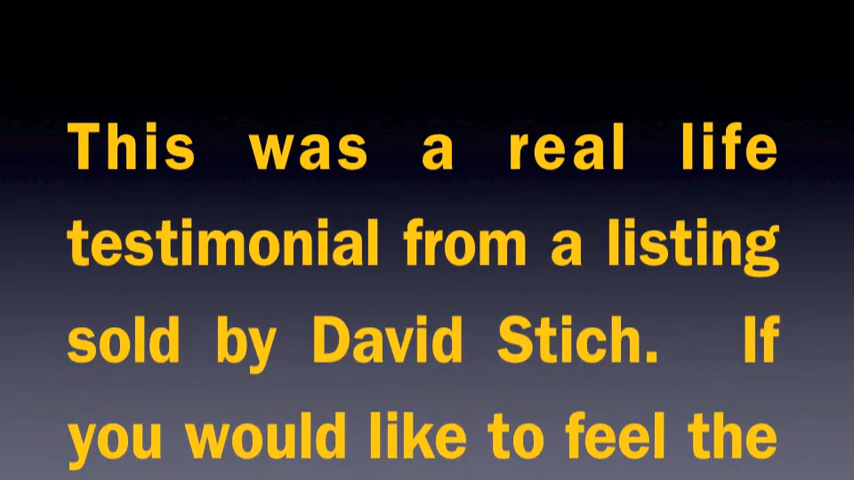 This was a real life
testimonial from a listing
sold by David Stich. If
you would like to feel the